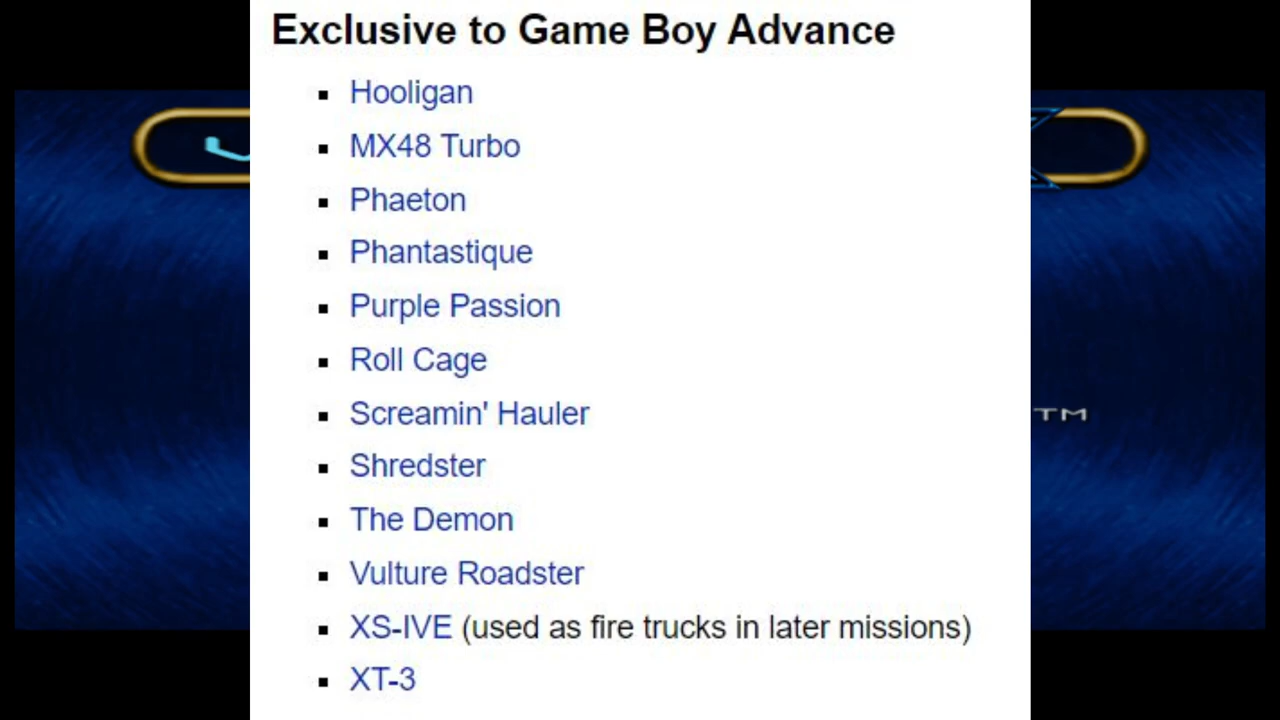 Exclusive to Game Boy Advance
Hooligan
MX48 Turbo
Phaeton
Phantastique
Purple Passion
Roll Cage
Screamin' Hauler
Shredster
The Demon
Vulture Roadster
XS-IVE (used as fire trucks in later missions)
XT-3
TM